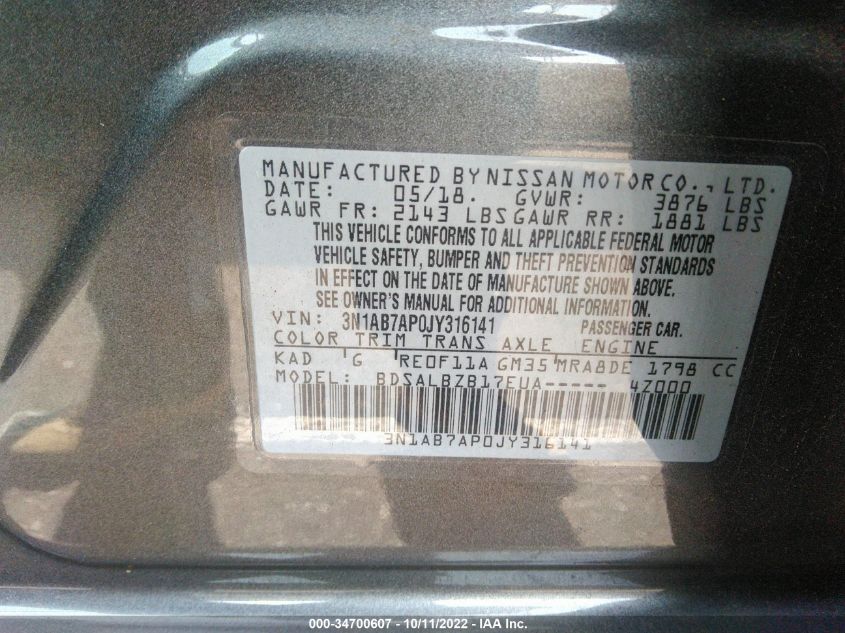 MANUFACTURED BY NISSAN MOTOR CO., LTD.
DATE: 05/18. GVWR: 3876 LBS
GAWR FR: 2143 LBS GAWR RR: 1881 LBS
THIS VEHICLE CONFORMS TO ALL APPLICABLE FEDERAL MOTOR
VEHICLE SAFETY, BUMPER AND THEFT PREVENTION STANDARDS
IN EFFECT ON THE DATE OF MANUFACTURE SHOWN ABOVE.
SEE OWNER'S MANUAL FOR ADDITIONAL INFORMATION.
VIN: 3N1AB7AP0JY316141 PASSENGER CAR.
COLOR TRIM TRANS AXLE ENGINE
KAD G RE0F11A GM35 MRA8DE 1798 CC
MODEL: BDSALBZB17EUA----- 4Z000
3N1AB7AP0JY316141
000-34700607 - 10/11/2022 - IAA Inc.